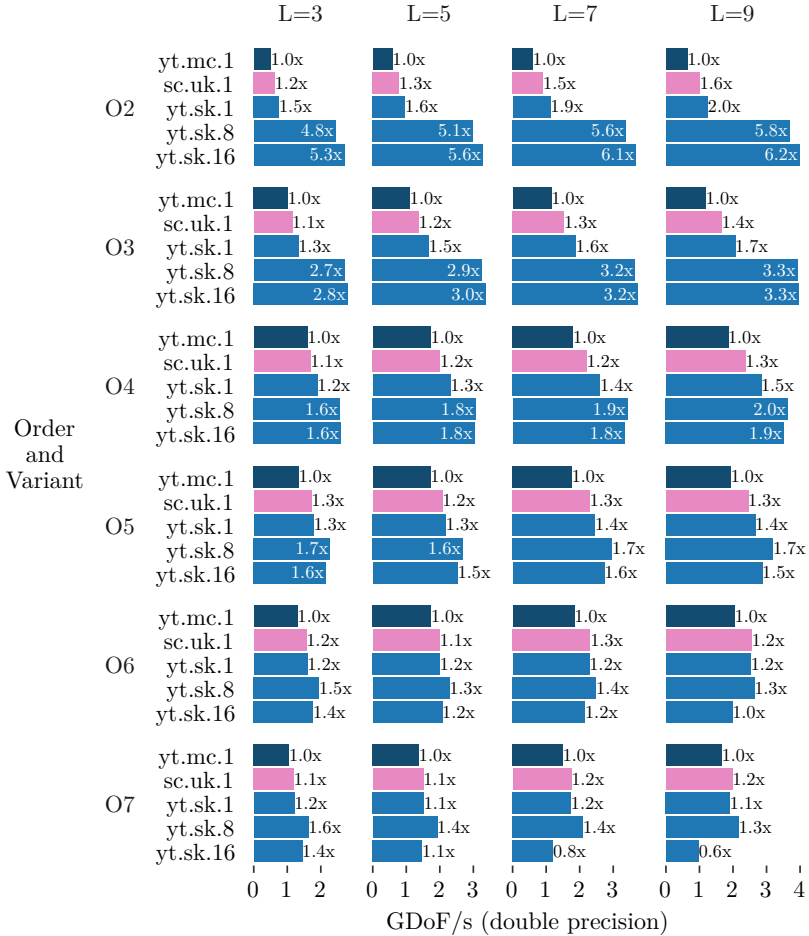 L=3 L=5 L=7 L=9
yt.mc.1 1.0x 1.0x 1.0x 1.0x
sc.uk.1 1.2x 1.3x 1.5x 1.6x
O2
yt.sk.1 1.5x 1.6x 1.9x 2.0x
yt.sk.8 4.8x 5.1x 5.6x 5.8x
yt.sk.16 5.3x 5.6x 6.1x 6.2x
yt.mc.1 1.0x 1.0x 1.0x 1.0x
sc.uk.1 1.1x 1.2x 1.3x 1.4x
O3
yt.sk.1 1.3x 1.5x 1.6x 1.7x
yt.sk.8 2.7x 2.9x 3.2x 3.3x
yt.sk.16 2.8x 3.0x 3.2x 3.3x
yt.mc.1 1.0x 1.0x 1.0x 1.0x
sc.uk.1 1.1x 1.2x 1.2x 1.3x
O4
yt.sk.1 1.2x 1.3x 1.4x 1.5x
yt.sk.8 1.6x 1.8x 1.9x 2.0x
yt.sk.16 1.6x 1.8x 1.8x 1.9x
Order
and
Variant
yt.mc.1 1.0x 1.0x 1.0x 1.0x
sc.uk.1 1.3x 1.2x 1.3x 1.3x
O5
yt.sk.1 1.3x 1.3x 1.4x 1.4x
yt.sk.8 1.7x 1.6x 1.7x 1.7x
yt.sk.16 1.6x 1.5x 1.6x 1.5x
yt.mc.1 1.0x 1.0x 1.0x 1.0x
sc.uk.1 1.2x 1.1x 1.3x 1.2x
O6
yt.sk.1 1.2x 1.2x 1.2x 1.2x
yt.sk.8 1.5x 1.3x 1.4x 1.3x
yt.sk.16 1.4x 1.2x 1.2x 1.0x
yt.mc.1 1.0x 1.0x 1.0x 1.0x
sc.uk.1 1.1x 1.1x 1.2x 1.2x
O7
yt.sk.1 1.2x 1.1x 1.2x 1.1x
yt.sk.8 1.6x 1.4x 1.4x 1.3x
yt.sk.16 1.4x 1.1x 0.8x 0.6x
0 1 2 0 1 2 3 0 1 2 3 0 1 2 3 4
GDoF/s (double precision)